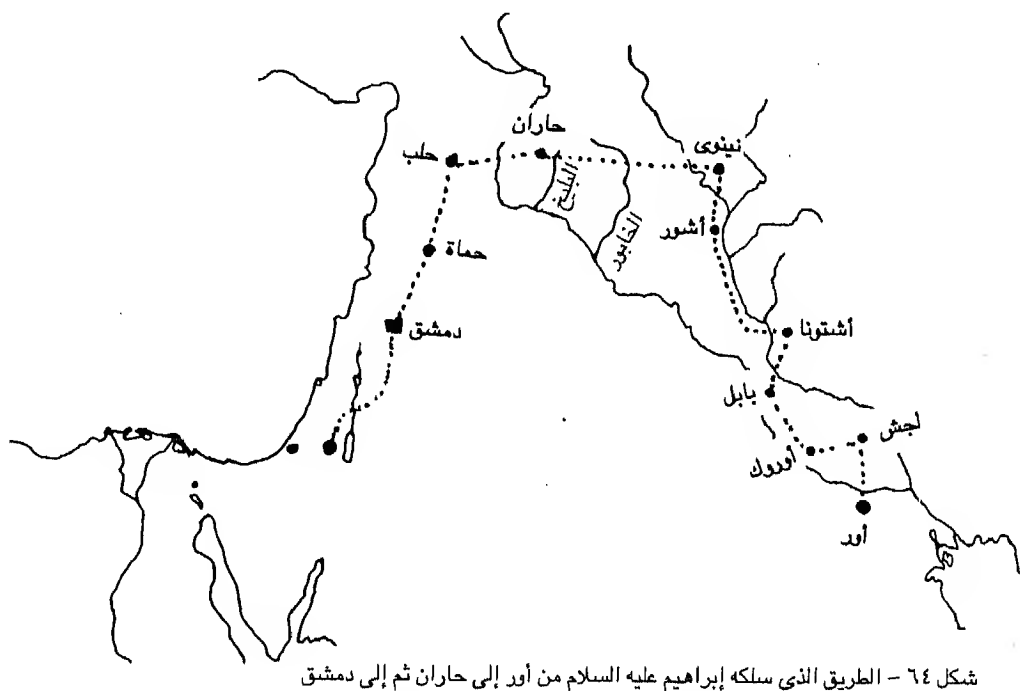 حاران
نينوى
حلب
البليخ
الخابور
أشور
حماة
أشتونا
دمشق
بابل
لجش
أوروك
أور
شكل ٦٤ - الطريق الذي سلكه إبراهيم عليه السلام من أور إلى حاران ثم إلى دمشق